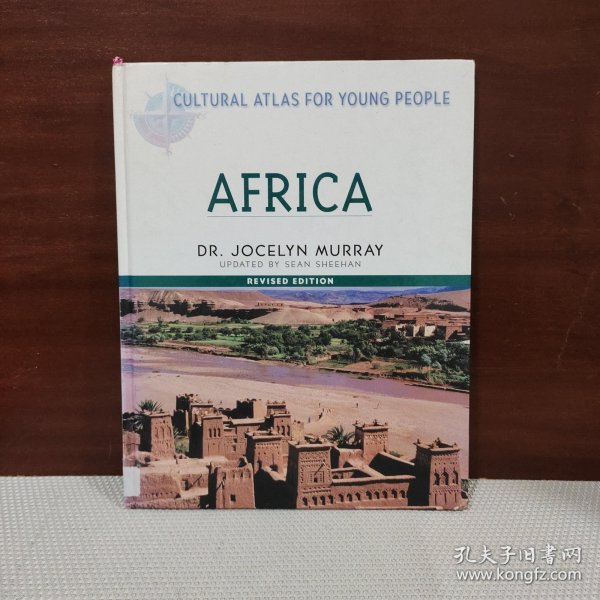 CULTURAL ATLAS FOR YOUNG PEOPLE
AFRICA
DR. JOCELYN MURRAY
UPDATED BY SEAN SHEEHAN
REVISED EDITION
孔夫子旧书网
www.kongfz.com